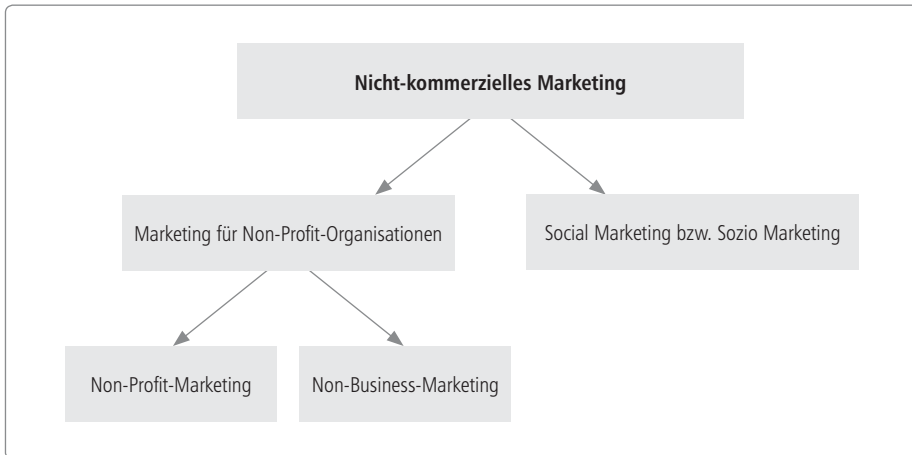 Nicht-kommerzielles Marketing
Marketing für Non-Profit-Organisationen
Social Marketing bzw. Sozio Marketing
Non-Profit-Marketing
Non-Business-Marketing